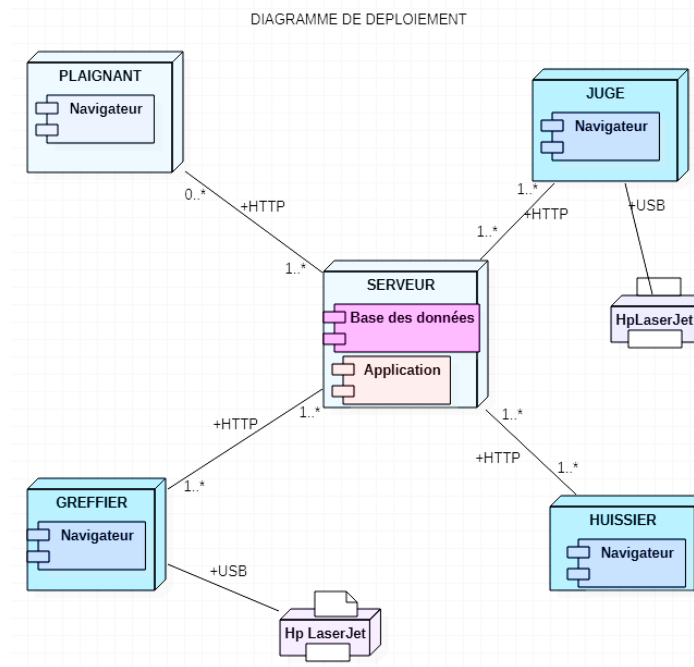 DIAGRAMME DE DEPLOIEMENT
PLAIGNANT
Navigateur
JUGE
Navigateur
0..*
+HTTP
1..*
1..*
+HTTP
1..*
+USB
HpLaserJet
SERVEUR
Base des données
Application
+HTTP
1..*
1..*
1..*
+HTTP
1..*
GREFFIER
Navigateur
+USB
Hp LaserJet
HUISSIER
Navigateur